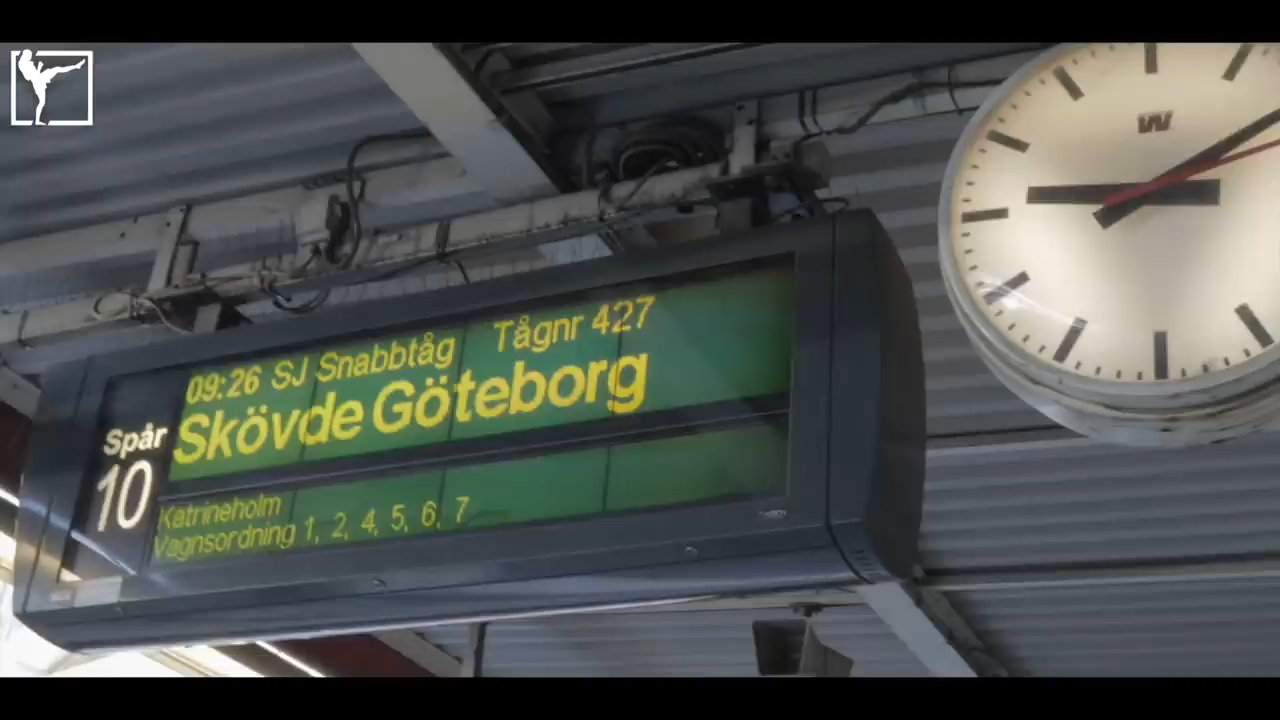 09:26 SJ Snabbtåg Tågnr 427
Skövde Göteborg
Spår
10
Katrineholm
Vagnsordning 1, 2, 4, 5, 6, 7
W